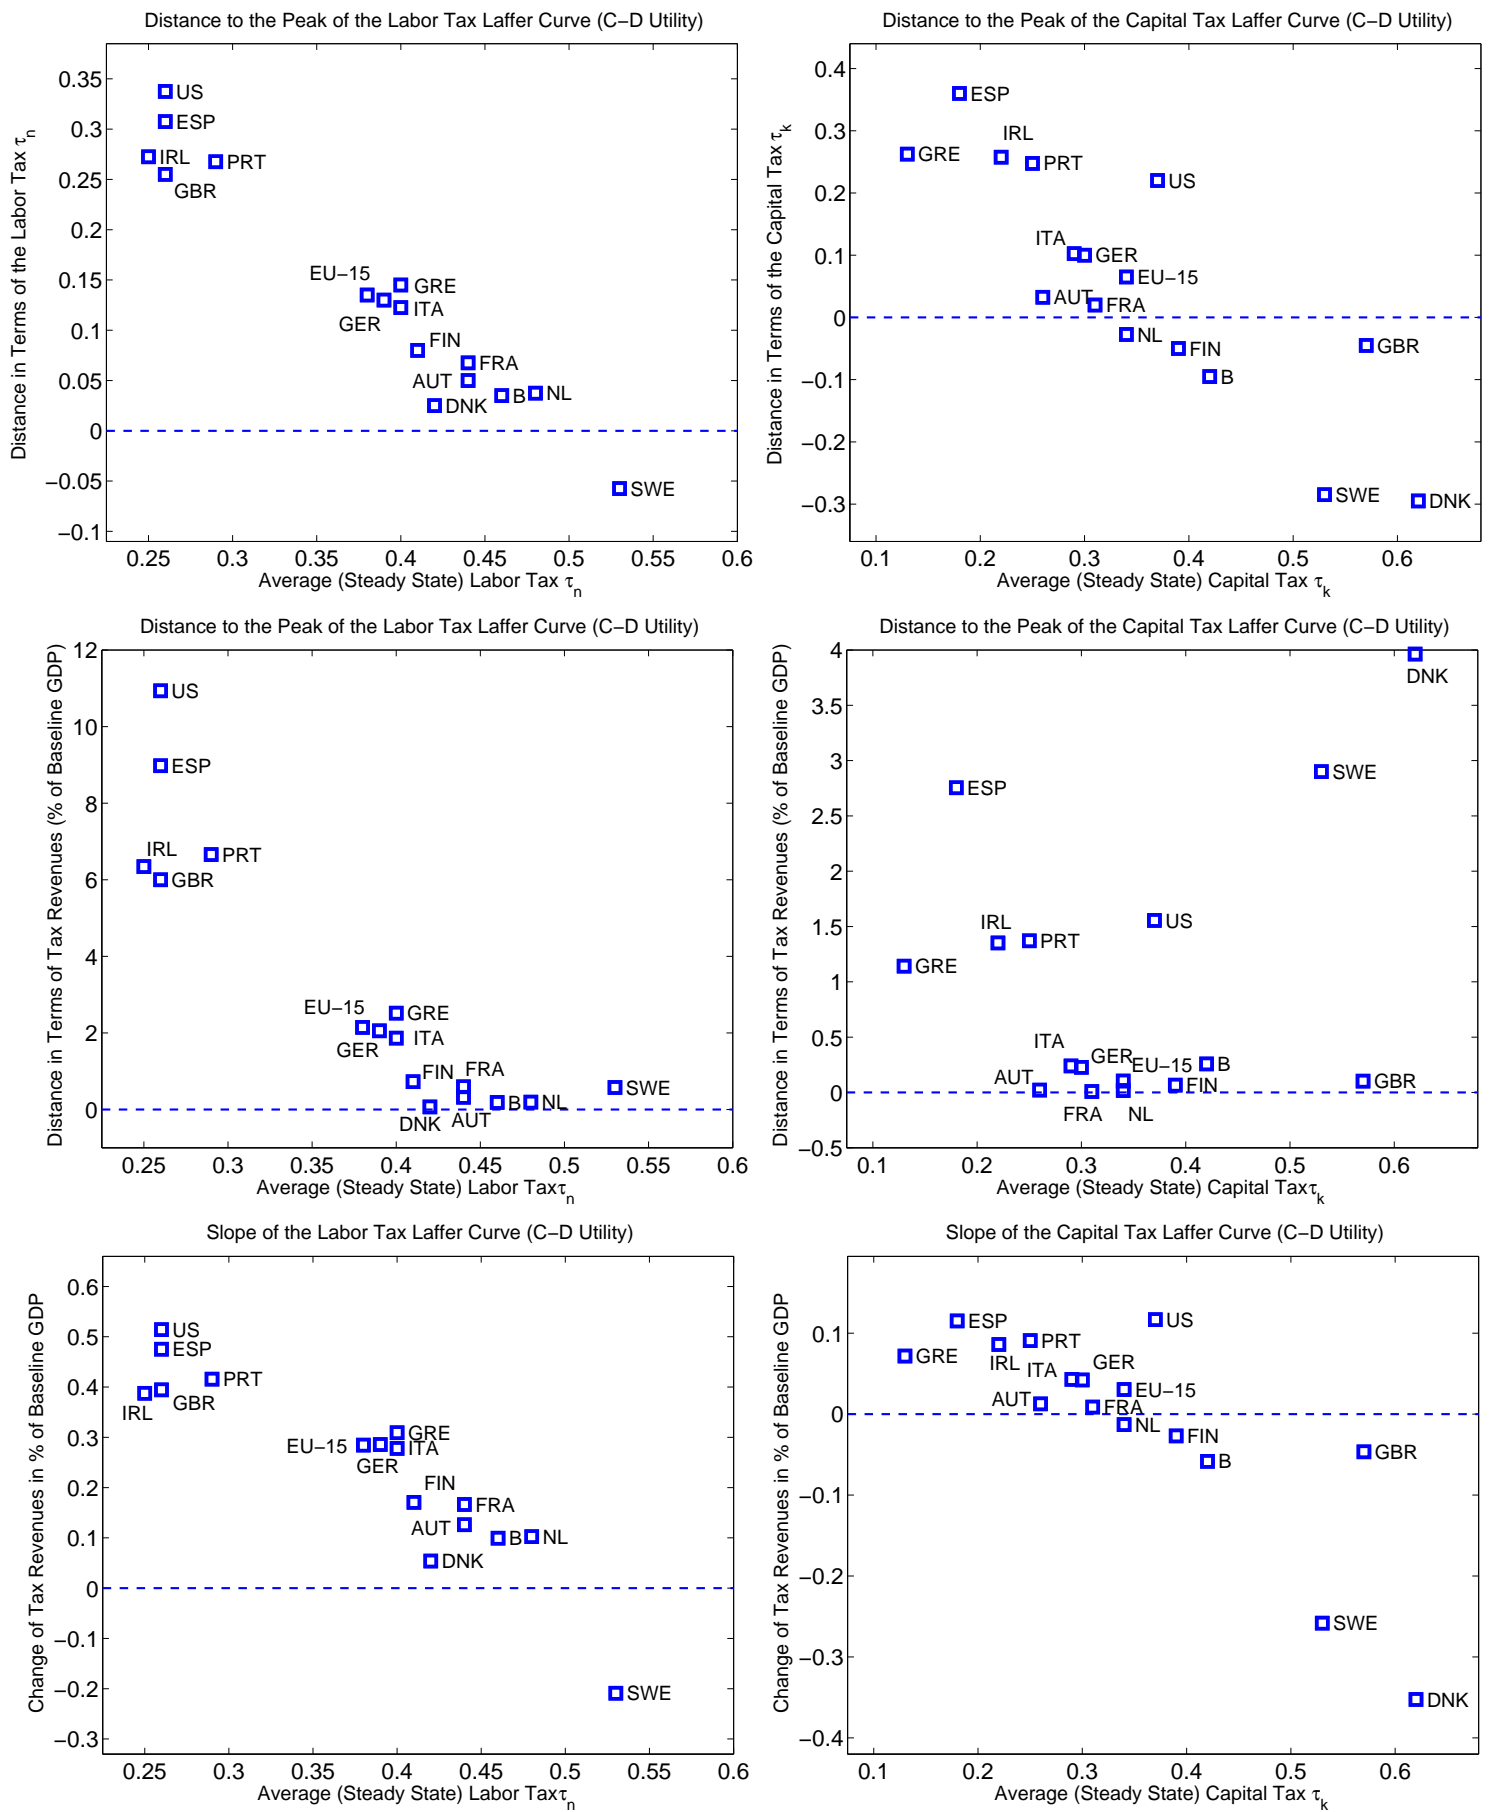 Distance to the Peak of the Labor Tax Laffer Curve (C−D Utility)
Distance in Terms of the Labor Tax τn
0.35
0.3
0.25
0.2
0.15
0.1
0.05
0
−0.05
−0.1
US
ESP
IRL
PRT
GBR
EU−15
GRE
GER
ITA
FIN
FRA
AUT
DNK
B
NL
SWE
0.25 0.3 0.35 0.4 0.45 0.5 0.55 0.6
Average (Steady State) Labor Tax τn
Distance to the Peak of the Capital Tax Laffer Curve (C−D Utility)
Distance in Terms of the Capital Tax τk
0.4
0.3
0.2
0.1
0
−0.1
−0.2
−0.3
ESP
IRL
GRE
PRT
US
ITA
GER
EU−15
AUT
FRA
NL
FIN
GBR
B
SWE
DNK
0.1 0.2 0.3 0.4 0.5 0.6
Average (Steady State) Capital Tax τk
Distance to the Peak of the Labor Tax Laffer Curve (C−D Utility)
Distance in Terms of Tax Revenues (% of Baseline GDP)
12
10
8
6
4
2
0
US
ESP
IRL
PRT
GBR
EU−15
GRE
GER
ITA
FIN
FRA
DNK
AUT
B
NL
SWE
0.25 0.3 0.35 0.4 0.45 0.5 0.55 0.6
Average (Steady State) Labor Taxτn
Distance to the Peak of the Capital Tax Laffer Curve (C−D Utility)
Distance in Terms of Tax Revenues (% of Baseline GDP)
4
3.5
3
2.5
2
1.5
1
0.5
0
−0.5
DNK
SWE
ESP
US
IRL
PRT
GRE
ITA
GER
EU−15
B
AUT
FIN
GBR
FRA
NL
0.1 0.2 0.3 0.4 0.5 0.6
Average (Steady State) Capital Taxτk
Slope of the Labor Tax Laffer Curve (C−D Utility)
Change of Tax Revenues in % of Baseline GDP
0.6
0.5
0.4
0.3
0.2
0.1
0
−0.1
−0.2
−0.3
US
ESP
PRT
IRL
GBR
EU−15
GRE
ITA
GER
FIN
FRA
AUT
B
NL
DNK
SWE
0.25 0.3 0.35 0.4 0.45 0.5 0.55 0.6
Average (Steady State) Labor Taxτn
Slope of the Capital Tax Laffer Curve (C−D Utility)
Change of Tax Revenues in % of Baseline GDP
0.1
0
−0.1
−0.2
−0.3
−0.4
ESP
US
GRE
IRL
PRT
ITA
GER
EU−15
AUT
FRA
NL
FIN
GBR
B
SWE
DNK
0.1 0.2 0.3 0.4 0.5 0.6
Average (Steady State) Capital Tax τk